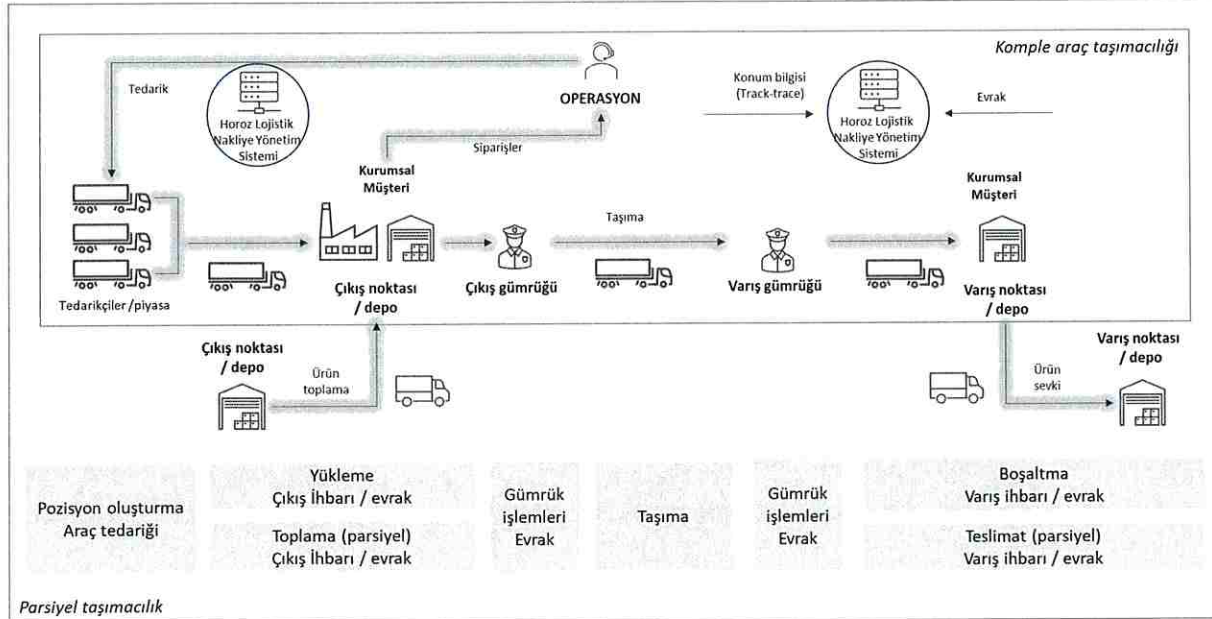 Komple araç taşımacılığı
Tedarik
Horoz Lojistik
Nakliye Yönetim
Sistemi
OPERASYON
Konum bilgisi
(Track-trace)
Horoz Lojistik
Nakliye Yönetim
Sistemi
Evrak
Siparişler
Kurumsal
Müşteri
Kurumsal
Müşteri
Taşıma
Tedarikçiler/piyasa
Çıkış noktası
/ depo
Çıkış gümrüğü
Varış gümrüğü
Varış noktası
/ depo
Çıkış noktası
/ depo
Ürün
toplama
Ürün
sevki
Varış noktası
/ depo
Pozisyon oluşturma
Araç tedariği
Yükleme
Çıkış İhbarı / evrak
Toplama (parsiyel)
Çıkış İhbarı / evrak
Gümrük
işlemleri
Evrak
Taşıma
Gümrük
işlemleri
Evrak
Boşaltma
Varış ihbarı / evrak
Teslimat (parsiyel)
Varış ihbarı / evrak
Parsiyel taşımacılık